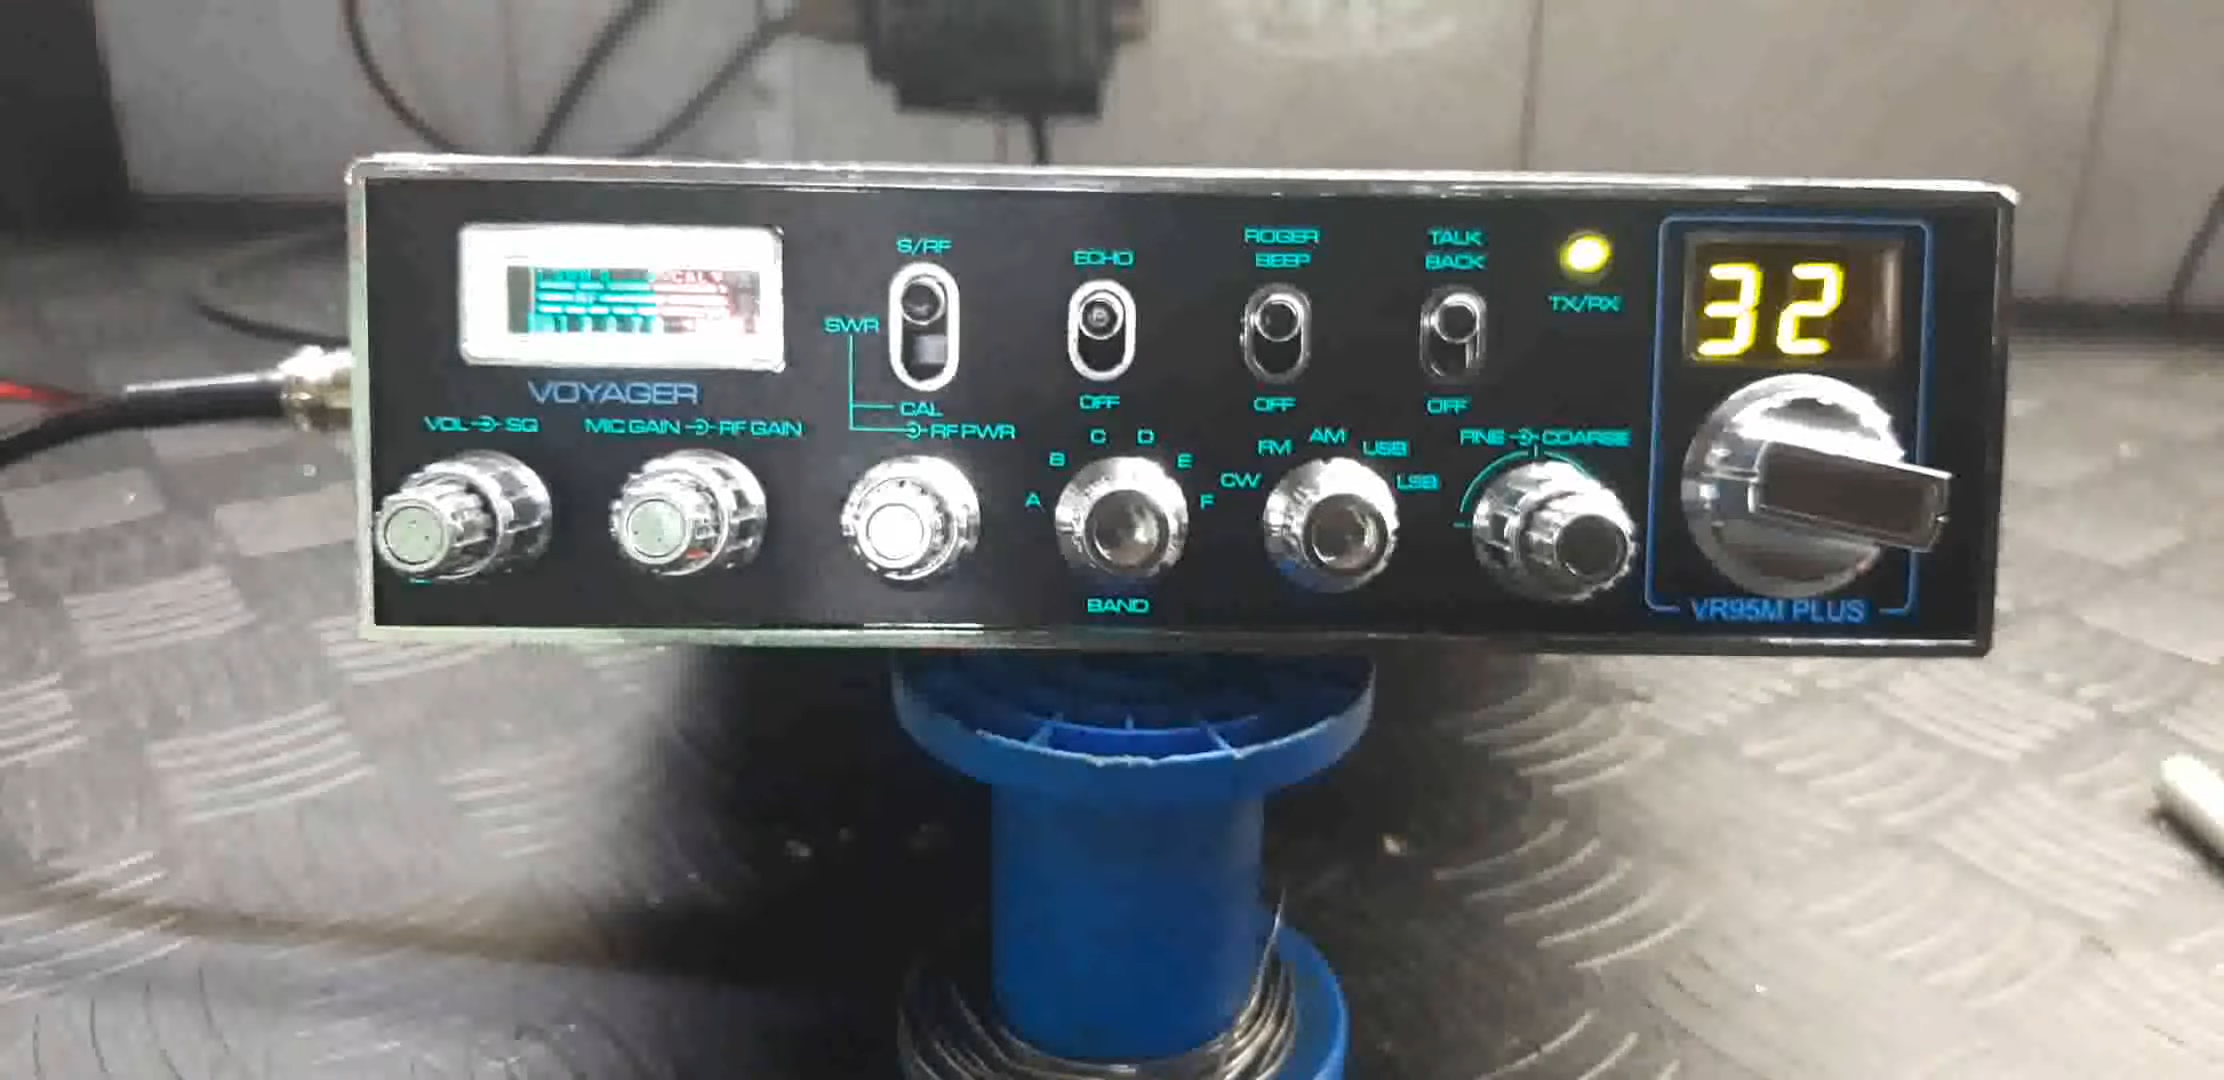 S/RF
ECHO
ROGER
BEEP
TALK
BACK
TX/RX
32
SWR
CAL
RF PWR
OFF
OFF
OFF
VOYAGER
VOL SQ
MIC GAIN RF GAIN
A B C D E F
BAND
CW FM AM USB LSB
FINE COARSE
VR95M PLUS